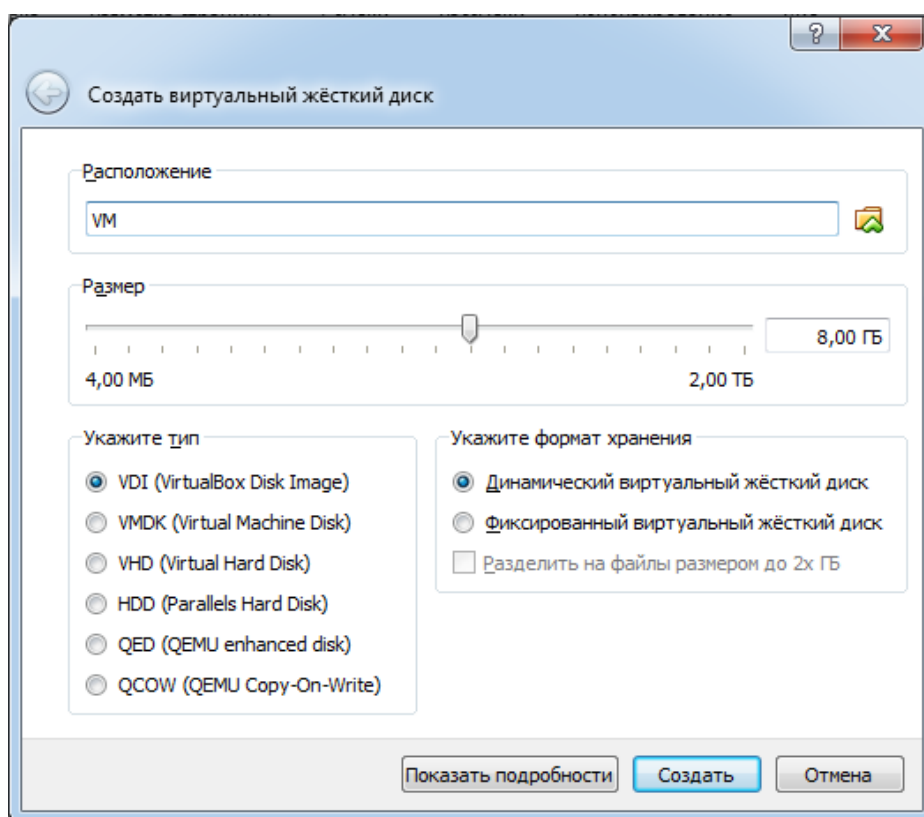 Создать виртуальный жёсткий диск
Расположение
VM
Размер
8,00 ГБ
4,00 МБ
2,00 ТБ
Укажите тип
VDI (VirtualBox Disk Image)
VMDK (Virtual Machine Disk)
VHD (Virtual Hard Disk)
HDD (Parallels Hard Disk)
QED (QEMU enhanced disk)
QCOW (QEMU Copy-On-Write)
Укажите формат хранения
Динамический виртуальный жёсткий диск
Фиксированный виртуальный жёсткий диск
Разделить на файлы размером до 2х ГБ
Показать подробности
Создать
Отмена